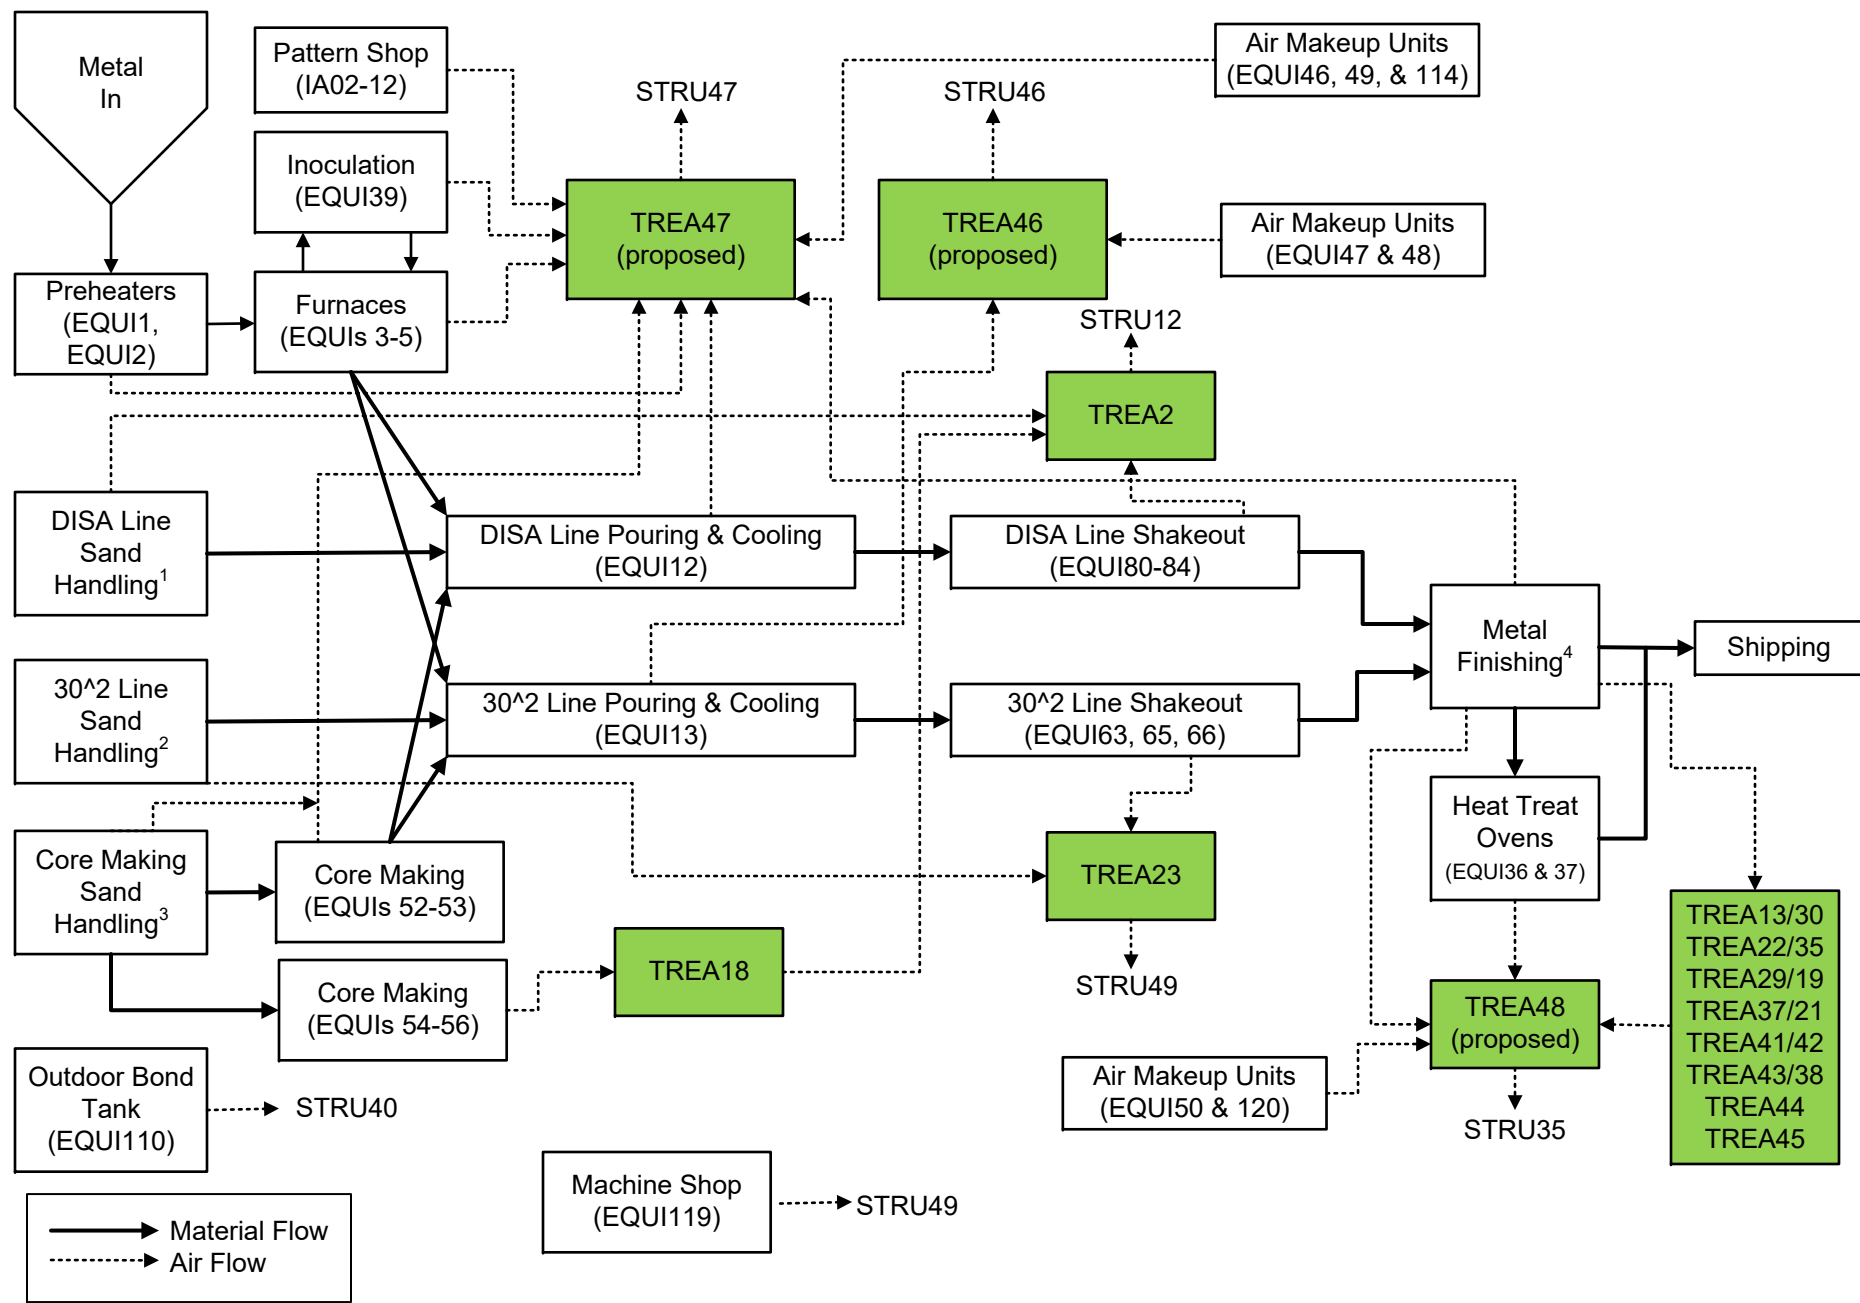 Metal
In
Pattern Shop
(IA02-12)
Inoculation
(EQUI39)
Preheaters
(EQUI1,
EQUI2)
Furnaces
(EQUIs 3-5)
STRU47
TREA47
(proposed)
STRU46
TREA46
(proposed)
Air Makeup Units
(EQUI46, 49, & 114)
Air Makeup Units
(EQUI47 & 48)
STRU12
TREA2
DISA Line
Sand
Handling¹
DISA Line Pouring & Cooling
(EQUI12)
DISA Line Shakeout
(EQUI80-84)
30^2 Line
Sand
Handling²
30^2 Line Pouring & Cooling
(EQUI13)
30^2 Line Shakeout
(EQUI63, 65, 66)
Metal
Finishing⁴
Shipping
Heat Treat
Ovens
(EQUI36 & 37)
Core Making
Sand
Handling³
Core Making
(EQUIs 52-53)
Core Making
(EQUIs 54-56)
TREA18
TREA23
STRU49
TREA48
(proposed)
STRU35
TREA13/30
TREA22/35
TREA29/19
TREA37/21
TREA41/42
TREA43/38
TREA44
TREA45
Air Makeup Units
(EQUI50 & 120)
Outdoor Bond
Tank
(EQUI110)
STRU40
Machine Shop
(EQUI119)
STRU49
Material Flow
Air Flow